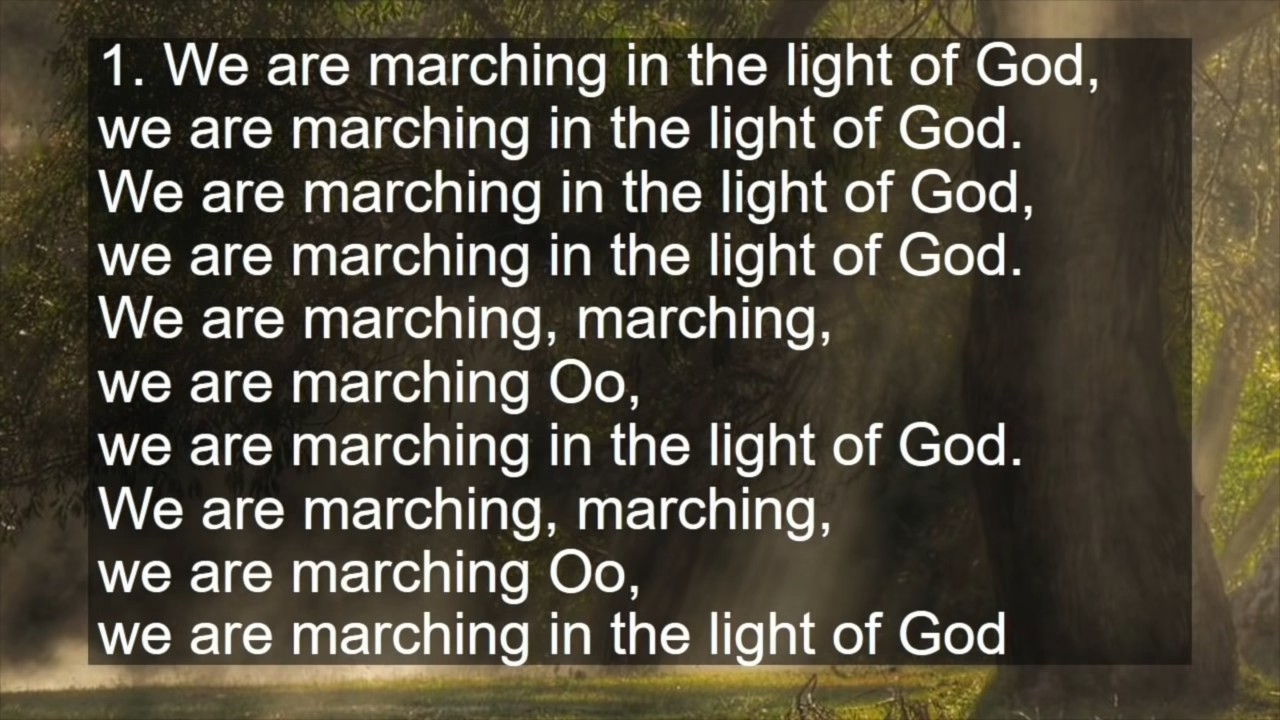 1. We are marching in the light of God,
we are marching in the light of God.
We are marching in the light of God,
we are marching in the light of God.
We are marching, marching,
we are marching Oo,
we are marching in the light of God.
We are marching, marching,
we are marching Oo,
we are marching in the light of God